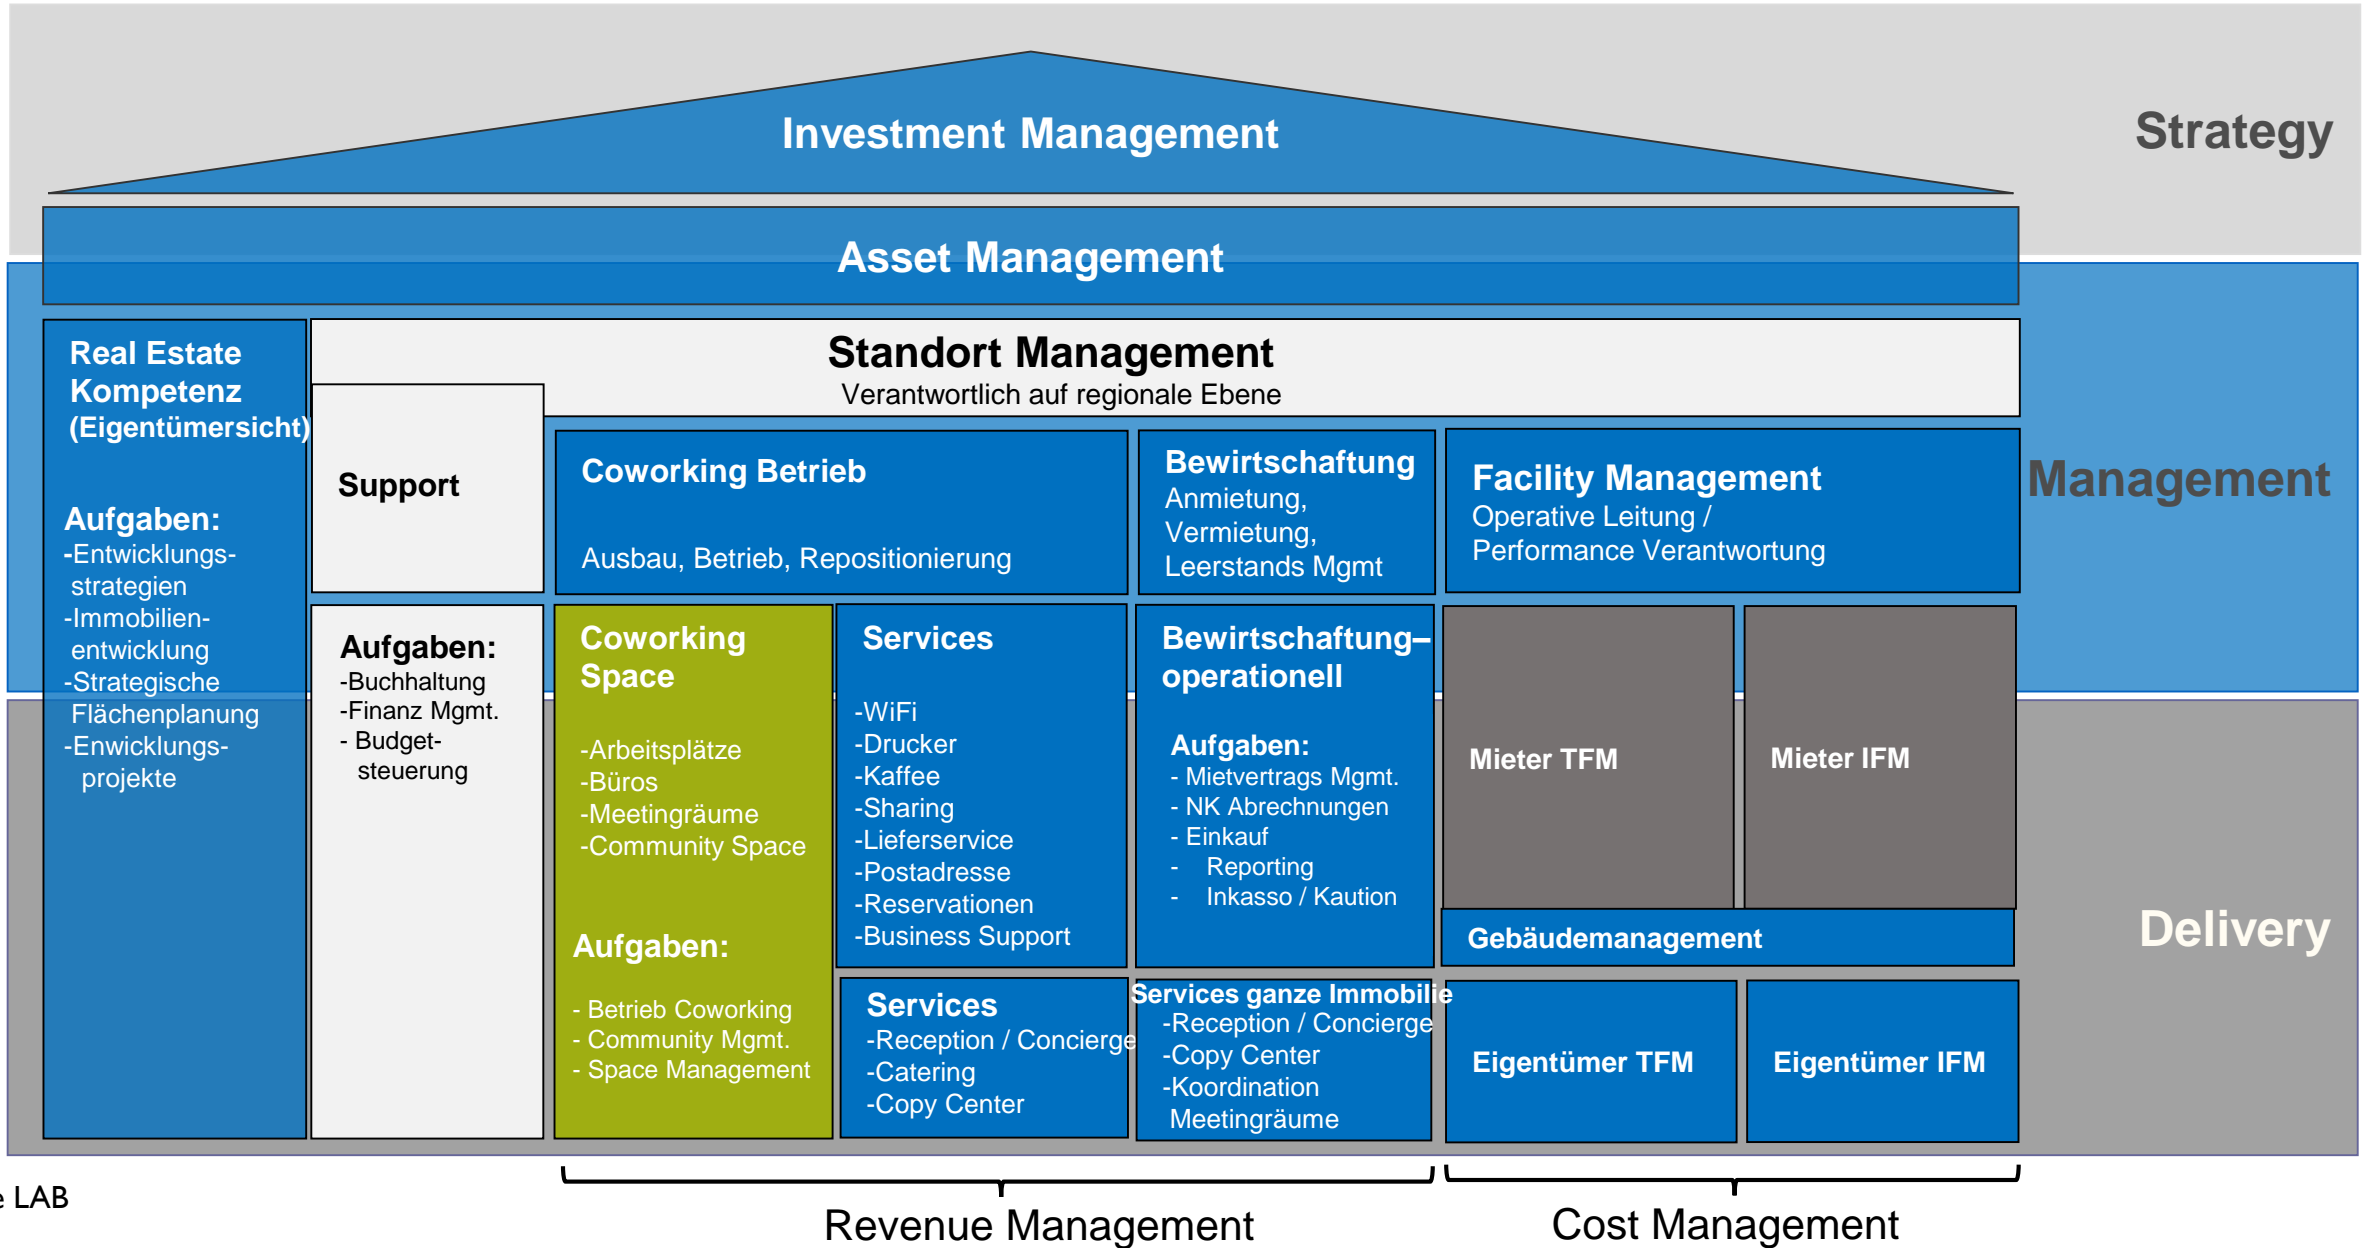 Investment Management
Strategy
Asset Management
Standort Management
Verantwortlich auf regionale Ebene
Management
Real Estate
Kompetenz
(Eigentümersicht)
Aufgaben:
-Entwicklungs-
strategien
-Immobilien-
entwicklung
-Strategische
Flächenplanung
-Enwicklungs-
projekte
Support
Aufgaben:
-Buchhaltung
-Finanz Mgmt.
- Budget-
steuerung
Coworking Betrieb
Ausbau, Betrieb, Repositionierung
Bewirtschaftung
Anmietung,
Vermietung,
Leerstands Mgmt
Facility Management
Operative Leitung /
Performance Verantwortung
Coworking
Space
-Arbeitsplätze
-Büros
-Meetingräume
-Community Space
Aufgaben:
- Betrieb Coworking
- Community Mgmt.
- Space Management
Services
-WiFi
-Drucker
-Kaffee
-Sharing
-Lieferservice
-Postadresse
-Reservationen
-Business Support
Services
-Reception / Concierge
-Catering
-Copy Center
Bewirtschaftung–
operationell
Aufgaben:
- Mietvertrags Mgmt.
- NK Abrechnungen
- Einkauf
- Reporting
- Inkasso / Kaution
Services ganze Immobilie
-Reception / Concierge
-Copy Center
-Koordination
Meetingräume
Mieter TFM
Mieter IFM
Gebäudemanagement
Eigentümer TFM
Eigentümer IFM
Delivery
e LAB
Revenue Management
Cost Management